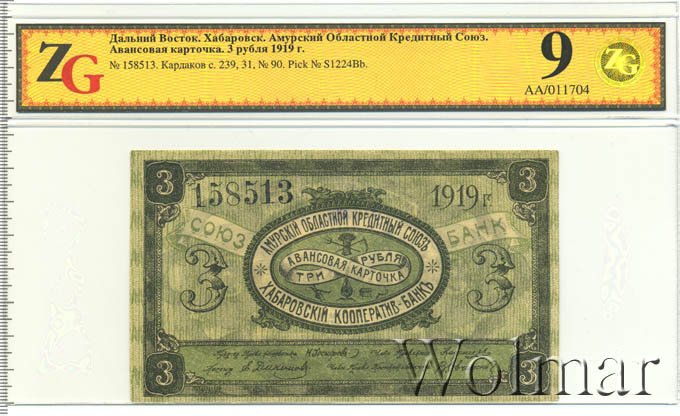 ZG
Дальний Восток. Хабаровск. Амурский Областной Кредитный Союз.
Авансовая карточка. 3 рубля 1919 г.
№ 158513. Кардаков с. 239, 31, № 90. Pick № S1224Bb.
9
ZG
AA/011704
3 158513 1919 г. 3
СОЮЗ БАНК
АМУРСКІЙ ОБЛАСТНОЙ КРЕДИТНЫЙ СОЮЗЪ
АВАНСОВАЯ
ТРИ РУБЛЯ
КАРТОЧКА
3 3
ХАБАРОВСКІЙ КООПЕРАТИВ-БАНКЪ
3 3
Wolmar